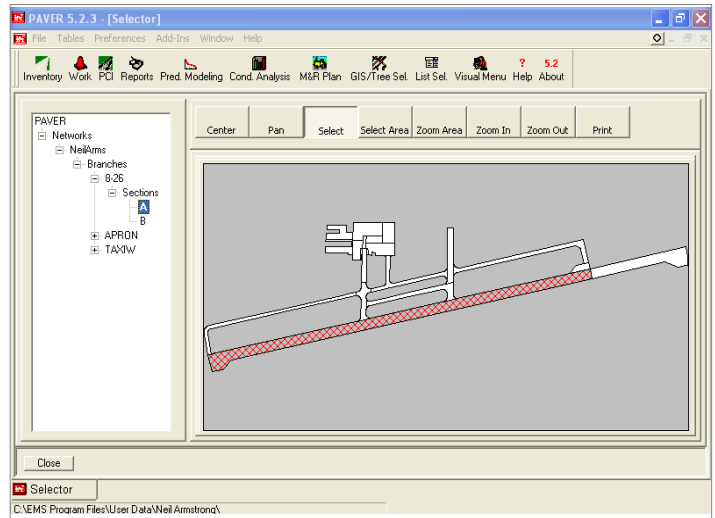 PAVER 5.2.3 - [Selector]
File Tables Preferences Add-Ins Window Help
? 5.2
Inventory Work PCI Reports Pred. Modeling Cond. Analysis M&R Plan GIS/Tree Sel. List Sel. Visual Menu Help About
PAVER
Networks
NeilArms
Branches
8-26
Sections
A
B
APRON
TAXIW
Center Pan Select Select Area Zoom Area Zoom In Zoom Out Print
Close
Selector
C:\EMS Program Files\User Data\Neil Armstrong\